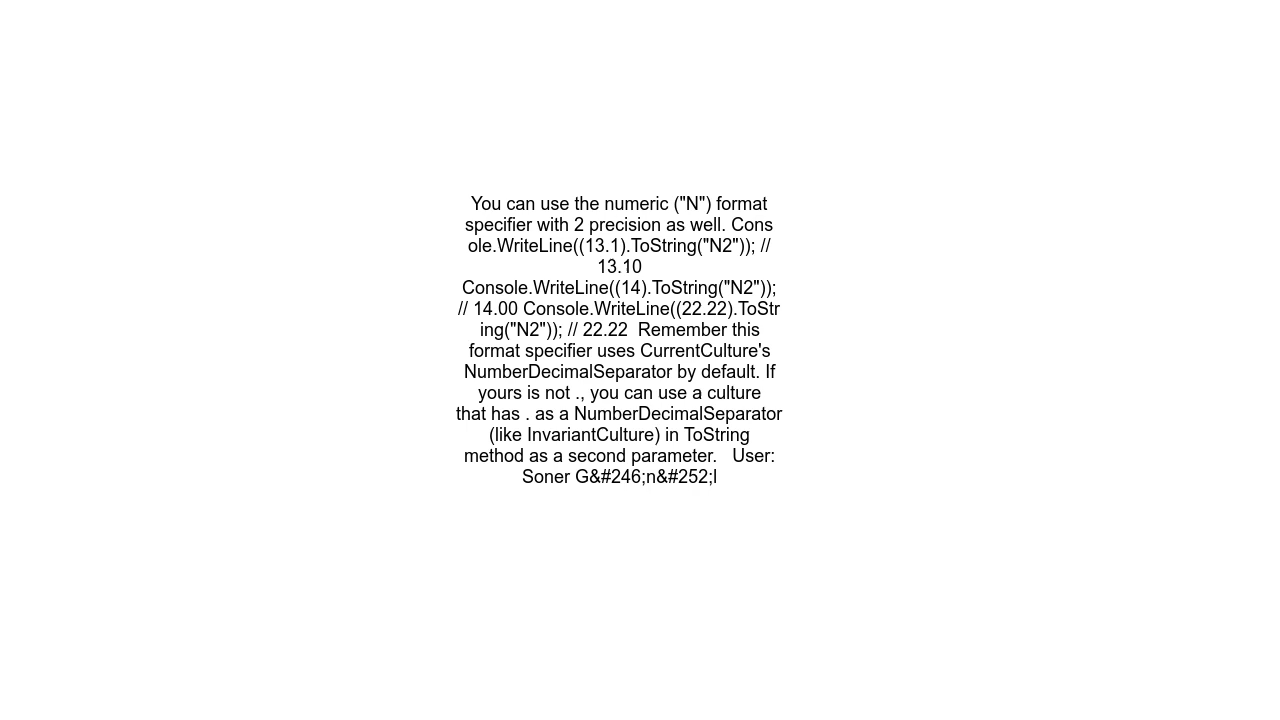 You can use the numeric ("N") format
specifier with 2 precision as well. Cons
ole.WriteLine((13.1).ToString("N2")); //
13.10
Console.WriteLine((14).ToString("N2"));
// 14.00 Console.WriteLine((22.22).ToStr
ing("N2")); // 22.22  Remember this
format specifier uses CurrentCulture's
NumberDecimalSeparator by default. If
yours is not ., you can use a culture
that has . as a NumberDecimalSeparator
(like InvariantCulture) in ToString
method as a second parameter.   User:
Soner G&#246;n&#252;l